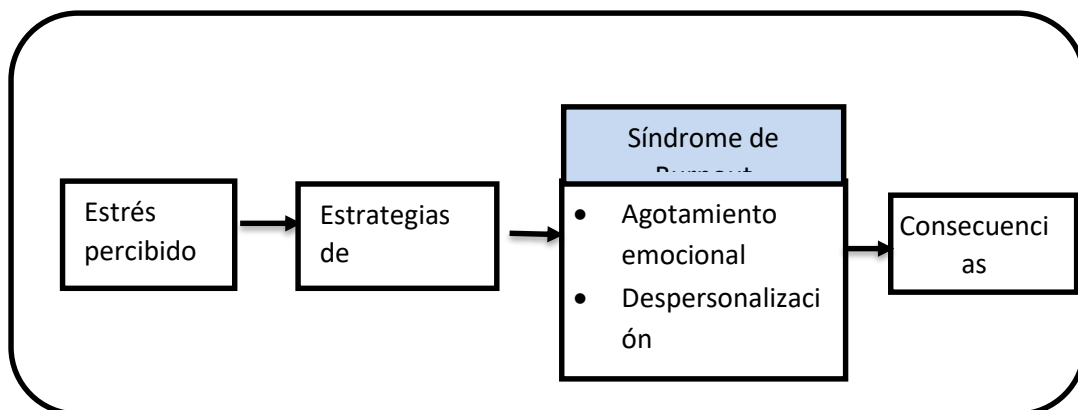 Estrés
percibido
Estrategias
de
Síndrome de
• Agotamiento
emocional
• Despersonalizaci
ón
Consecuenci
as